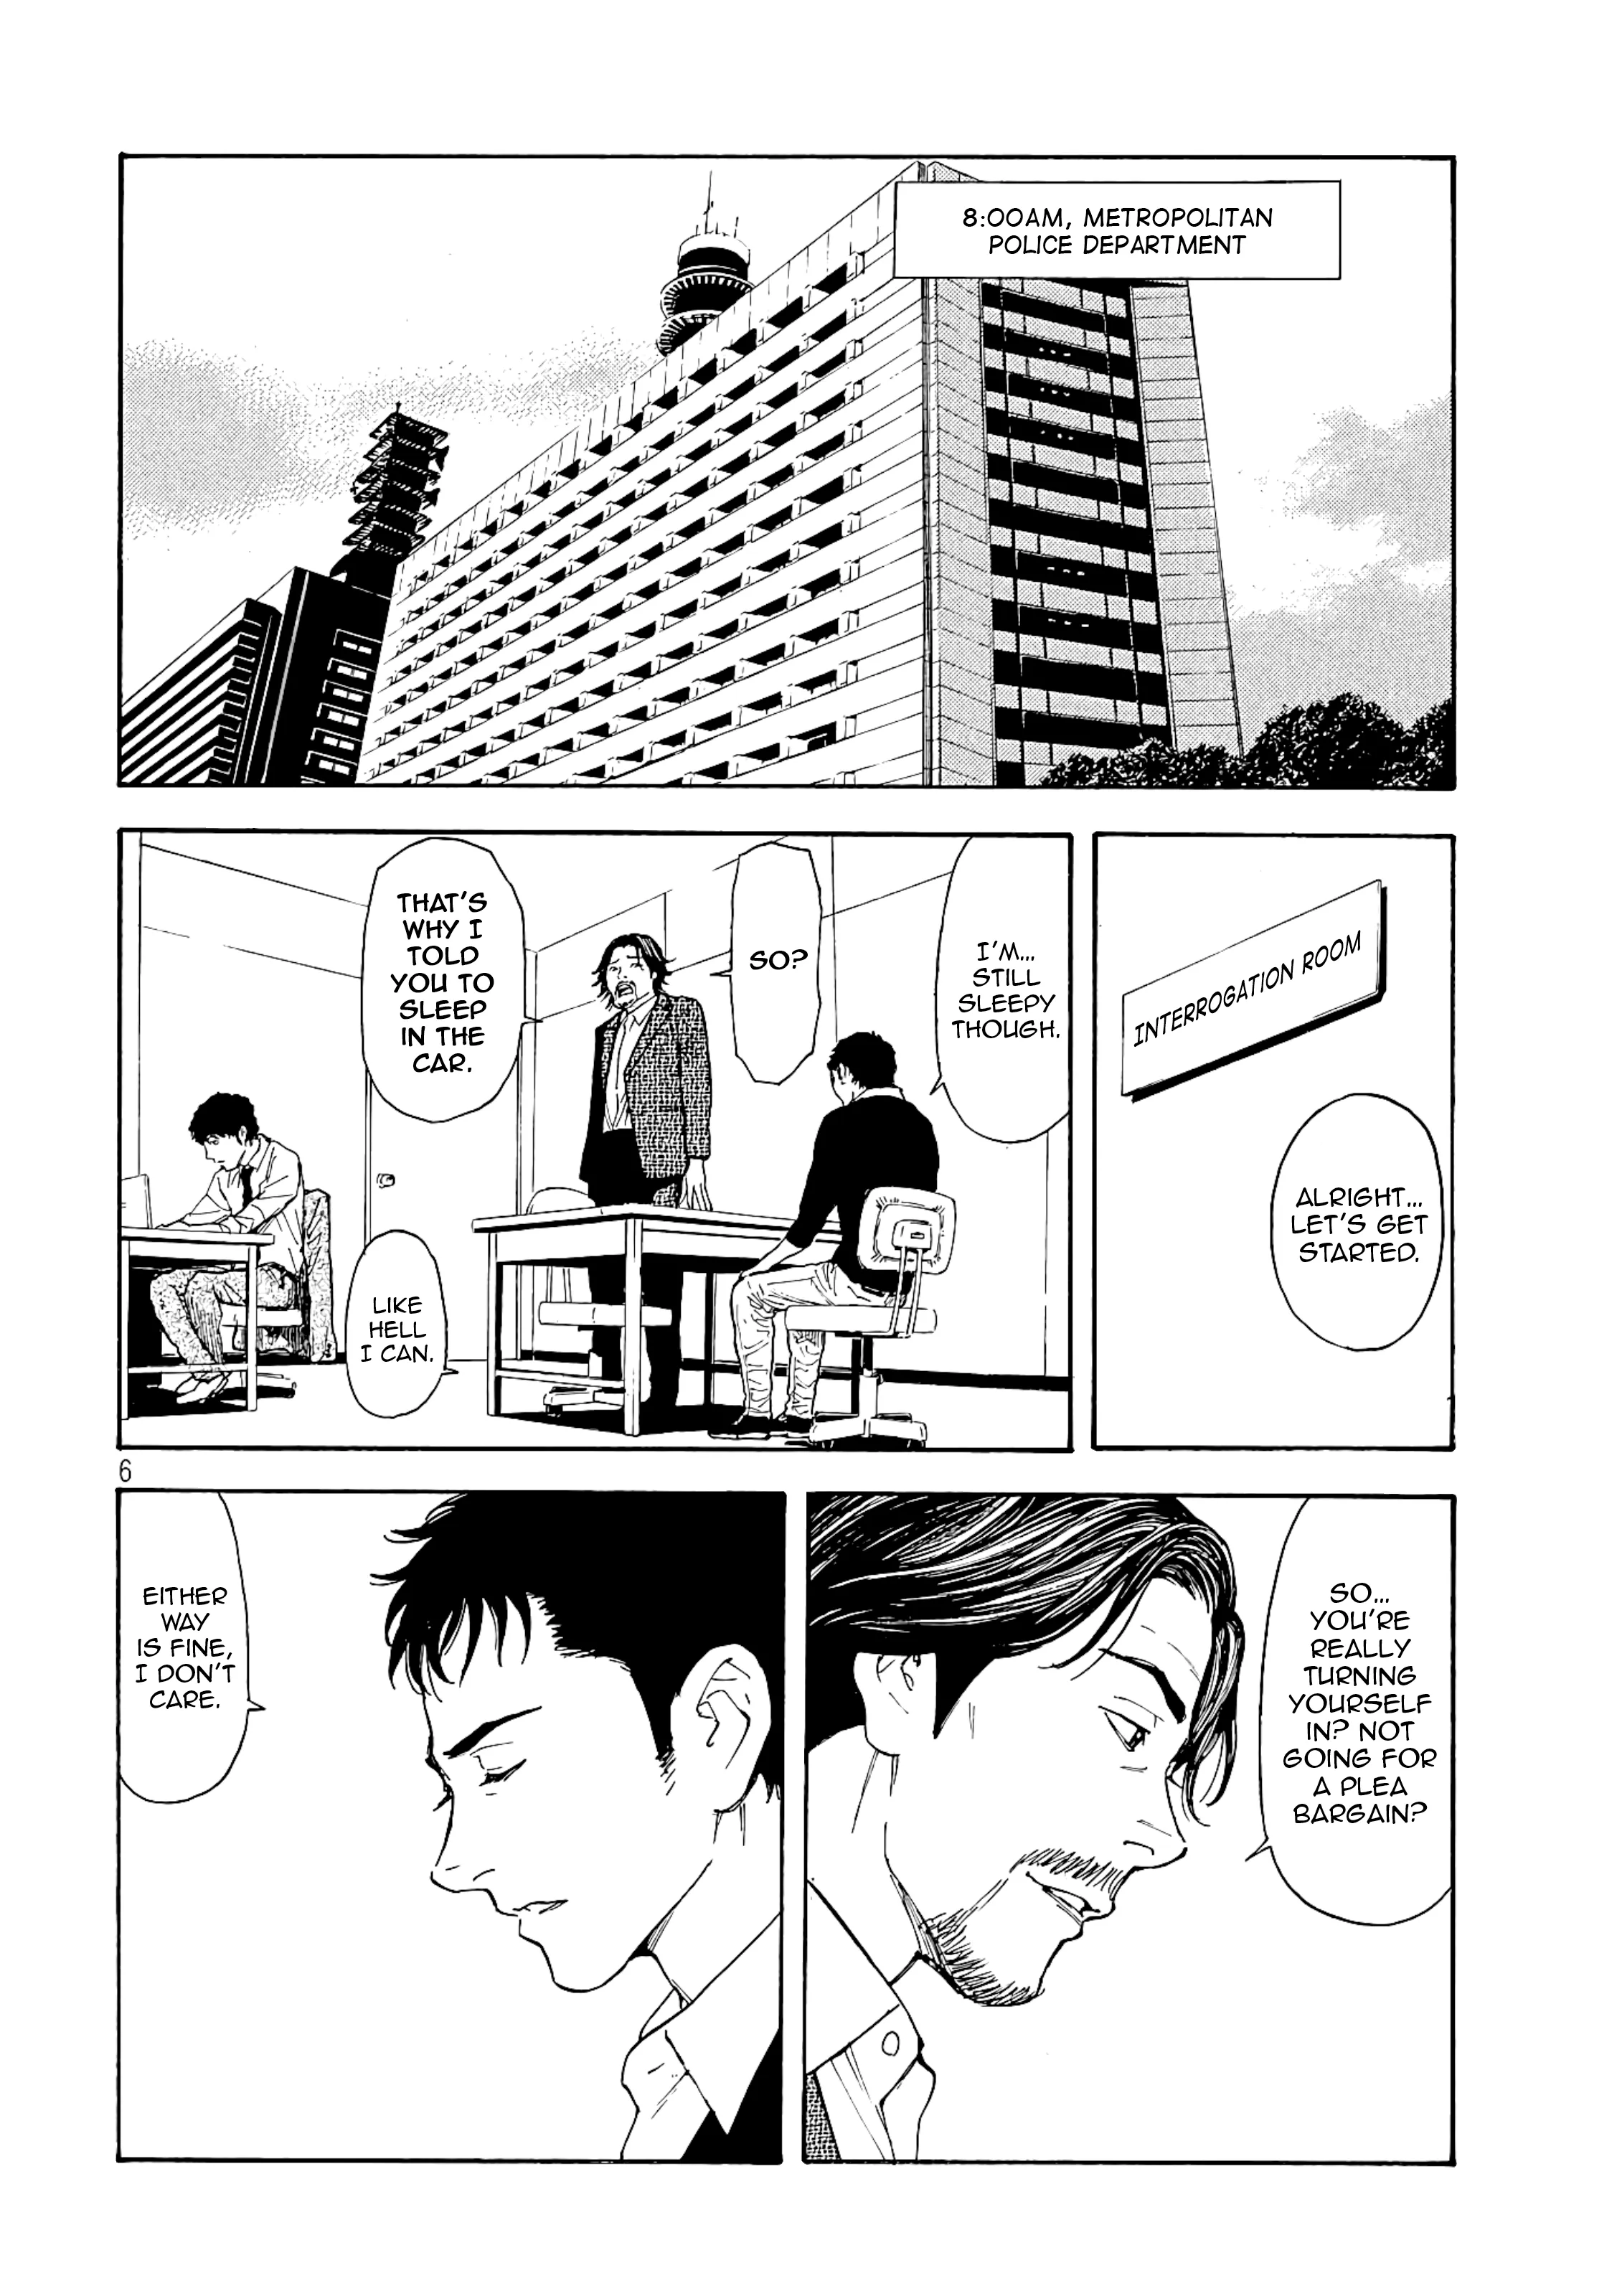 8:00AM, METROPOLITAN
POLICE DEPARTMENT
INTERROGATION ROOM
ALRIGHT...
LET'S GET
STARTED.
I'M...
STILL
SLEEPY
THOUGH.
SO?
THAT'S
WHY I
TOLD
YOU TO
SLEEP
IN THE
CAR.
LIKE
HELL
I CAN.
6
SO...
YOU'RE
REALLY
TURNING
YOURSELF
IN? NOT
GOING FOR
A PLEA
BARGAIN?
EITHER
WAY
IS FINE,
I DON'T
CARE.